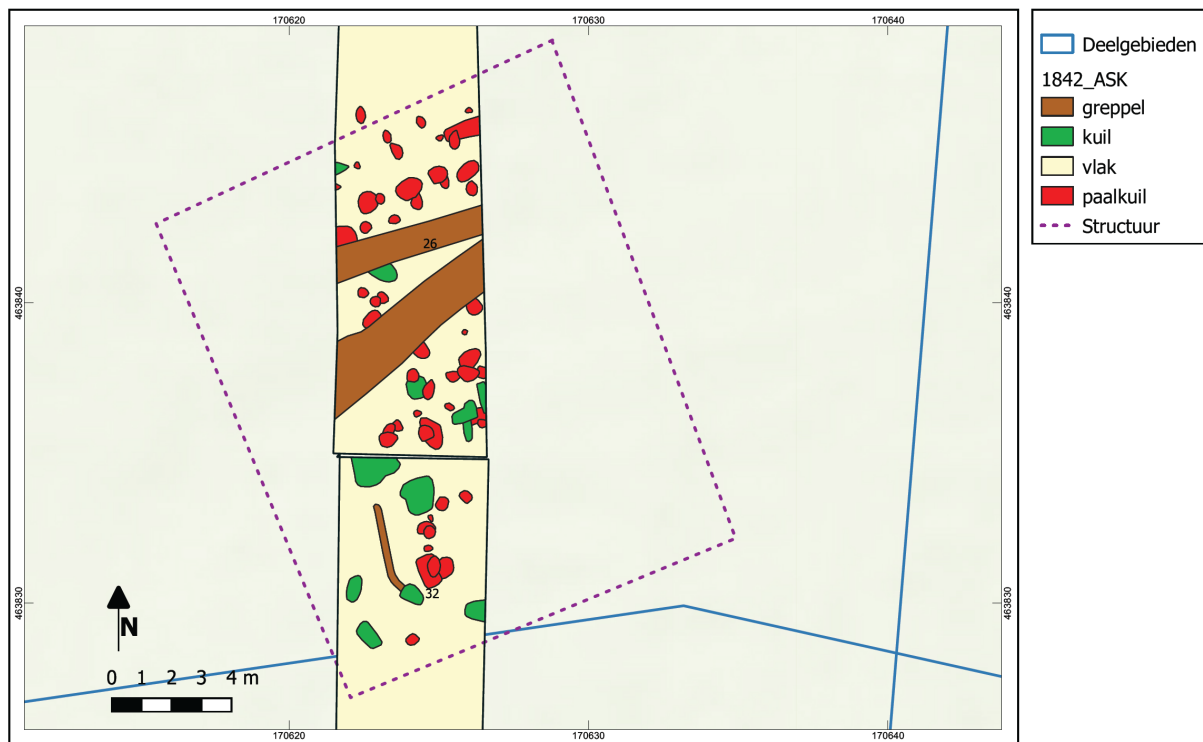 170620
170630
170640
Deelgebieden
1842_ASK
greppel
kuil
vlak
paalkuil
Structuur
26
463840
463840
32
463830
463830
N
0 1 2 3 4 m
170620
170630
170640